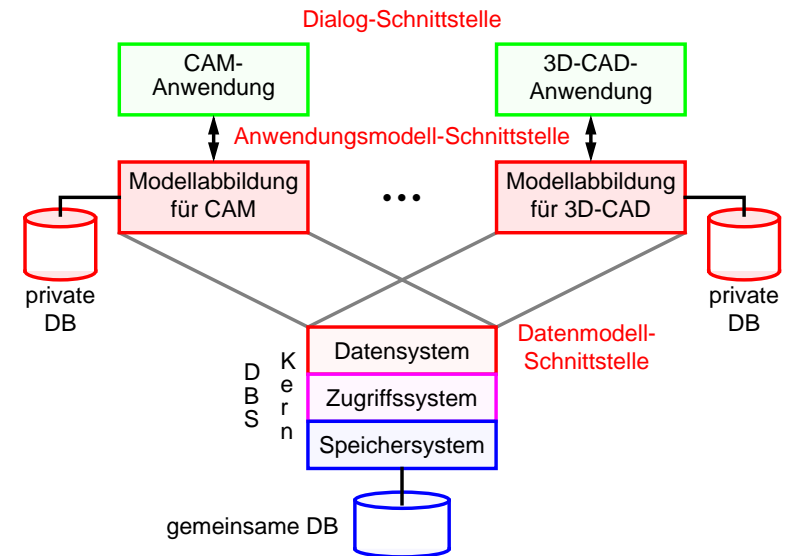 Dialog-Schnittstelle
CAM-
Anwendung
3D-CAD-
Anwendung
Anwendungsmodell-Schnittstelle
Modellabbildung
für CAM
•••
Modellabbildung
für 3D-CAD
private
DB
private
DB
Datenmodell-
Schnittstelle
DBS
Kern
Datensystem
Zugriffssystem
Speichersystem
gemeinsame DB